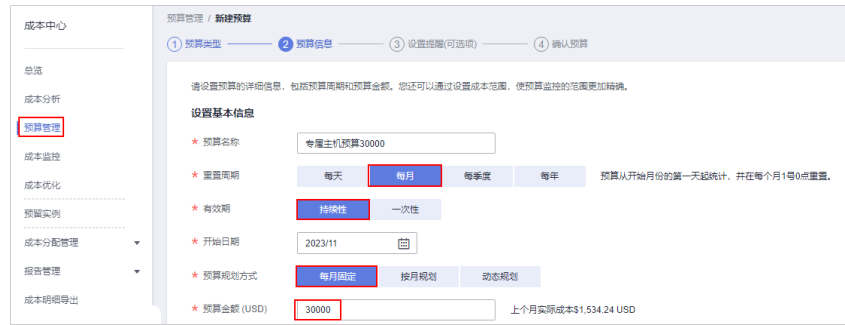 成本中心
总览
成本分析
预算管理
成本监控
成本优化
预留实例
成本分配管理
报告管理
成本明细导出
预算管理 / 新建预算
1 预算类型 2 预算信息 3 设置提醒(可选项) 4 确认预算
请设置预算的详细信息，包括预算周期和预算金额。您还可以通过设置成本范围，使预算监控的范围更加精确。
设置基本信息
* 预算名称 专属主机预算30000
* 重置周期 每天 每月 每季度 每年 预算从开始月份的第一天起统计，并在每个月1号0点重置。
* 有效期 持续性 一次性
* 开始日期 2023/11
* 预算规划方式 每月固定 按月规划 动态规划
* 预算金额 (USD) 30000 上个月实际成本$1,534.24 USD